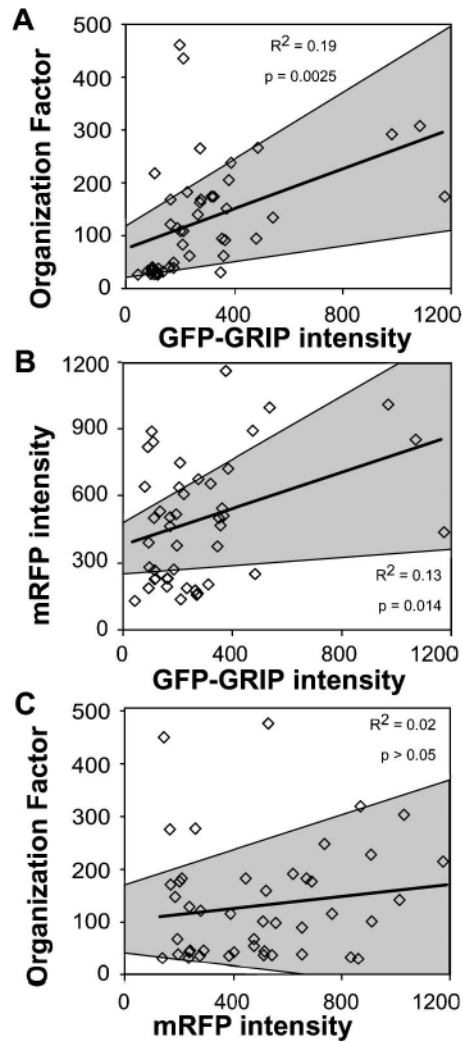 A
Organization Factor
500
400
300
200
100
0
R2 = 0.19
p = 0.0025
0
400
800
1200
GFP-GRIP intensity
B
mRFP intensity
1200
900
600
300
0
R2 = 0.13
p = 0.014
0
400
800
1200
GFP-GRIP intensity
C
Organization Factor
500
400
300
200
100
0
R2 = 0.02
p > 0.05
0
400
800
1200
mRFP intensity